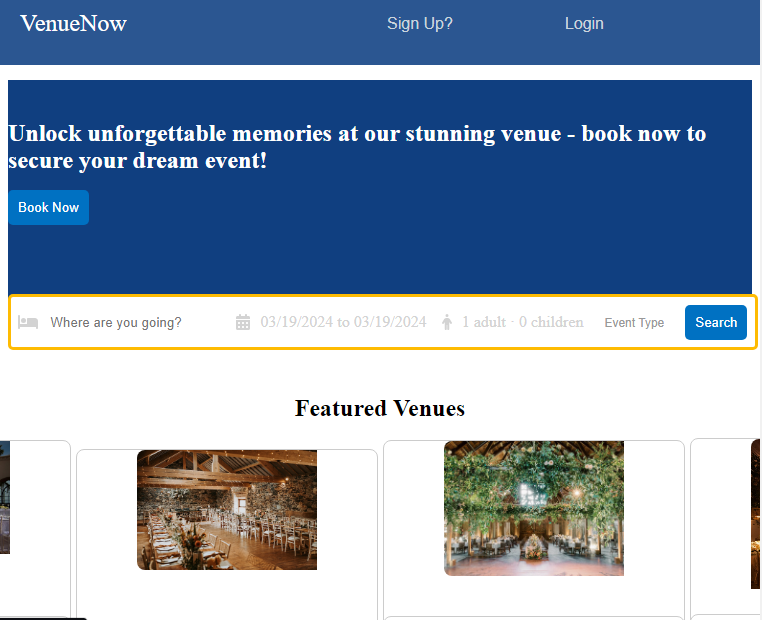 VenueNow
Sign Up?
Login
Unlock unforgettable memories at our stunning venue - book now to
secure your dream event!
Book Now
Where are you going?
03/19/2024 to 03/19/2024
1 adult · 0 children
Event Type
Search
Featured Venues